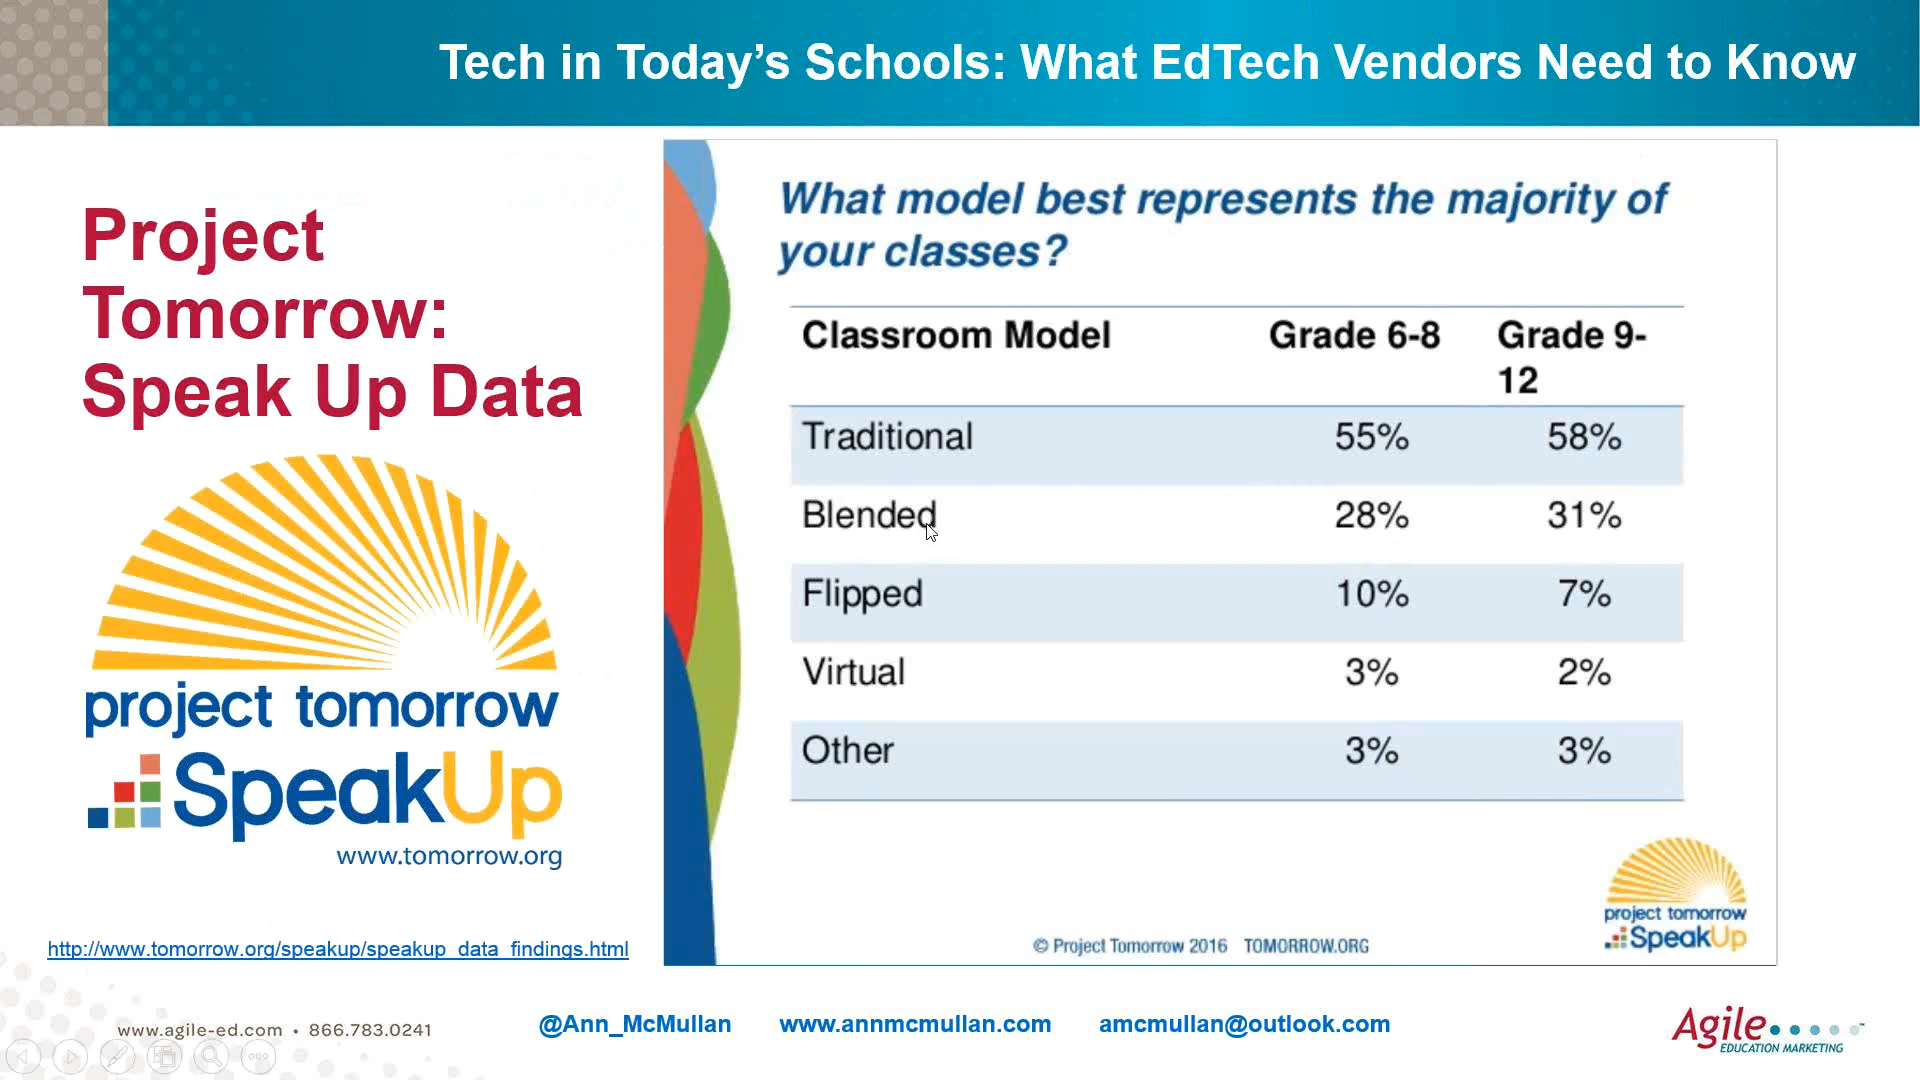 Tech in Today’s Schools: What EdTech Vendors Need to Know
Project
Tomorrow:
Speak Up Data
project tomorrow
SpeakUp
www.tomorrow.org
http://www.tomorrow.org/speakup/speakup_data_findings.html
What model best represents the majority of
your classes?
Classroom Model Grade 6-8 Grade 9-
12
Traditional 55% 58%
Blended 28% 31%
Flipped 10% 7%
Virtual 3% 2%
Other 3% 3%
project tomorrow
SpeakUp
© Project Tomorrow 2016 TOMORROW.ORG
www.agile-ed.com • 866.783.0241
@Ann_McMullan www.annmcmullan.com amcmullan@outlook.com
Agile
EDUCATION MARKETING